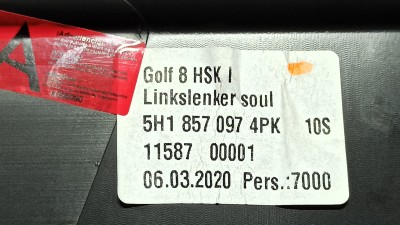 A
Golf 8 HSK I
Linkslenker soul
5H1 857 097 4PK 10S
11587 00001
06.03.2020 Pers.:7000